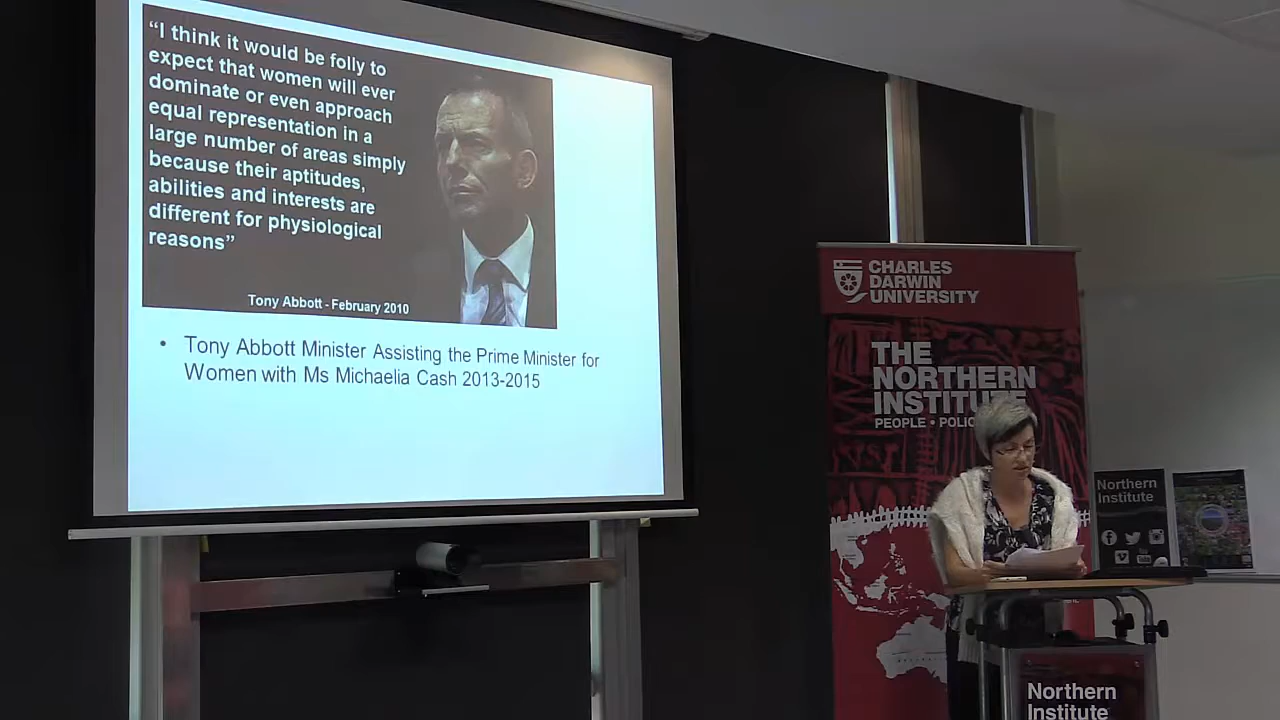 “I think it would be folly to
expect that women will ever
dominate or even approach
equal representation in a
large number of areas simply
because their aptitudes,
abilities and interests are
different for physiological
reasons”
Tony Abbott - February 2010
• Tony Abbott Minister Assisting the Prime Minister for
Women with Ms Michaelia Cash 2013-2015
CHARLES
DARWIN
UNIVERSITY
THE
NORTHERN
INSTITUTE
PEOPLE • POLIC
Northern
Institute
Northern
Institute